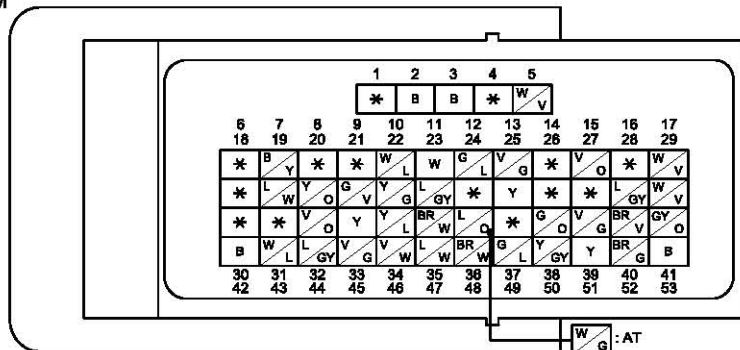 M
1 2 3 4 5
* B B * W/V
6 7 8 9 10 11 12 13 14 15 16 17
18 19 20 21 22 23 24 25 26 27 28 29
* B/Y * * W/L W G/L V/G * V/O * W/V
* L/W Y/O G/V Y/G L/GY * Y * * L/GY W/V
* * V/O Y Y/L BR/W L/O * G/O V/G BR/V GY/O
B W/L L/GY V/G V/W L/W BR/W G/L Y/GY Y BR/G B
30 31 32 33 34 35 36 37 38 39 40 41
42 43 44 45 46 47 48 49 50 51 52 53
W/G : AT